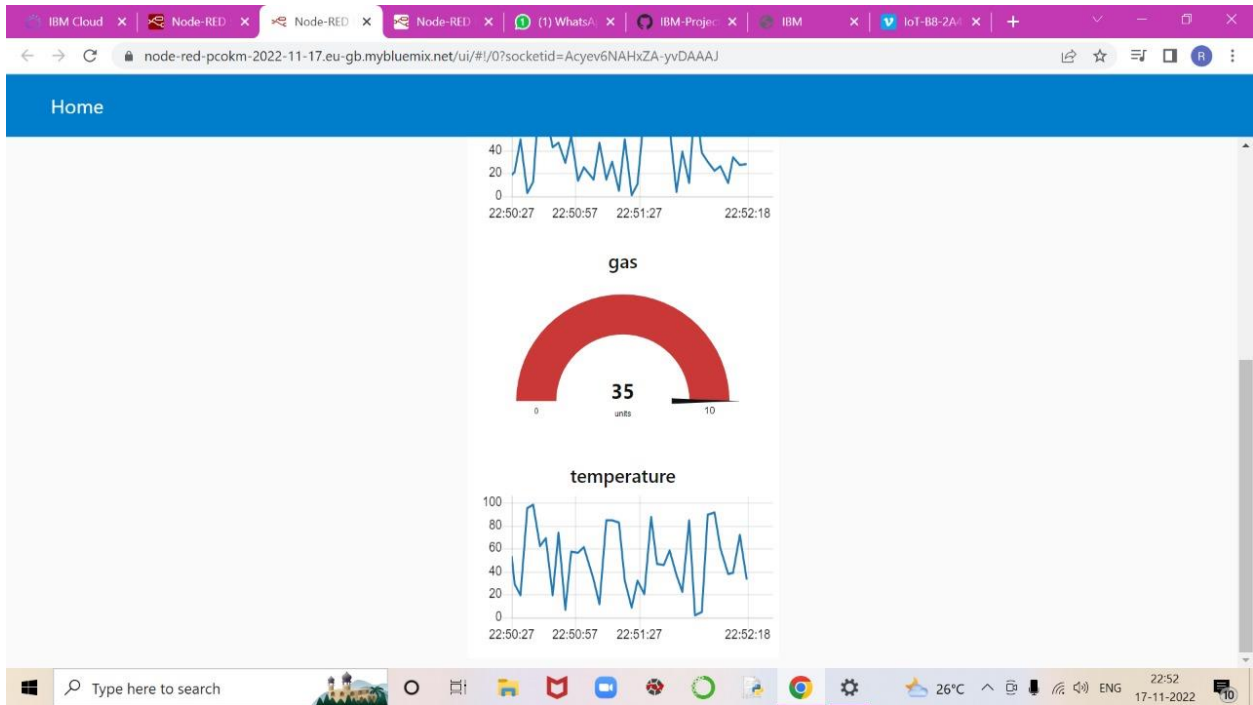 IBM Cloud
Node-RED
Node-RED
Node-RED
(1) WhatsA
IBM-Projec
IBM
IoT-B8-2A4
node-red-pcokm-2022-11-17.eu-gb.mybluemix.net/ui/#!/0?socketid=Acyev6NAHxZA-yvDAAAJ
R
Home
40
20
0
22:50:27 22:50:57 22:51:27 22:52:18
gas
35
units
0 10
temperature
100
80
60
40
20
0
22:50:27 22:50:57 22:51:27 22:52:18
Type here to search
26°C
ENG
22:52
17-11-2022
10